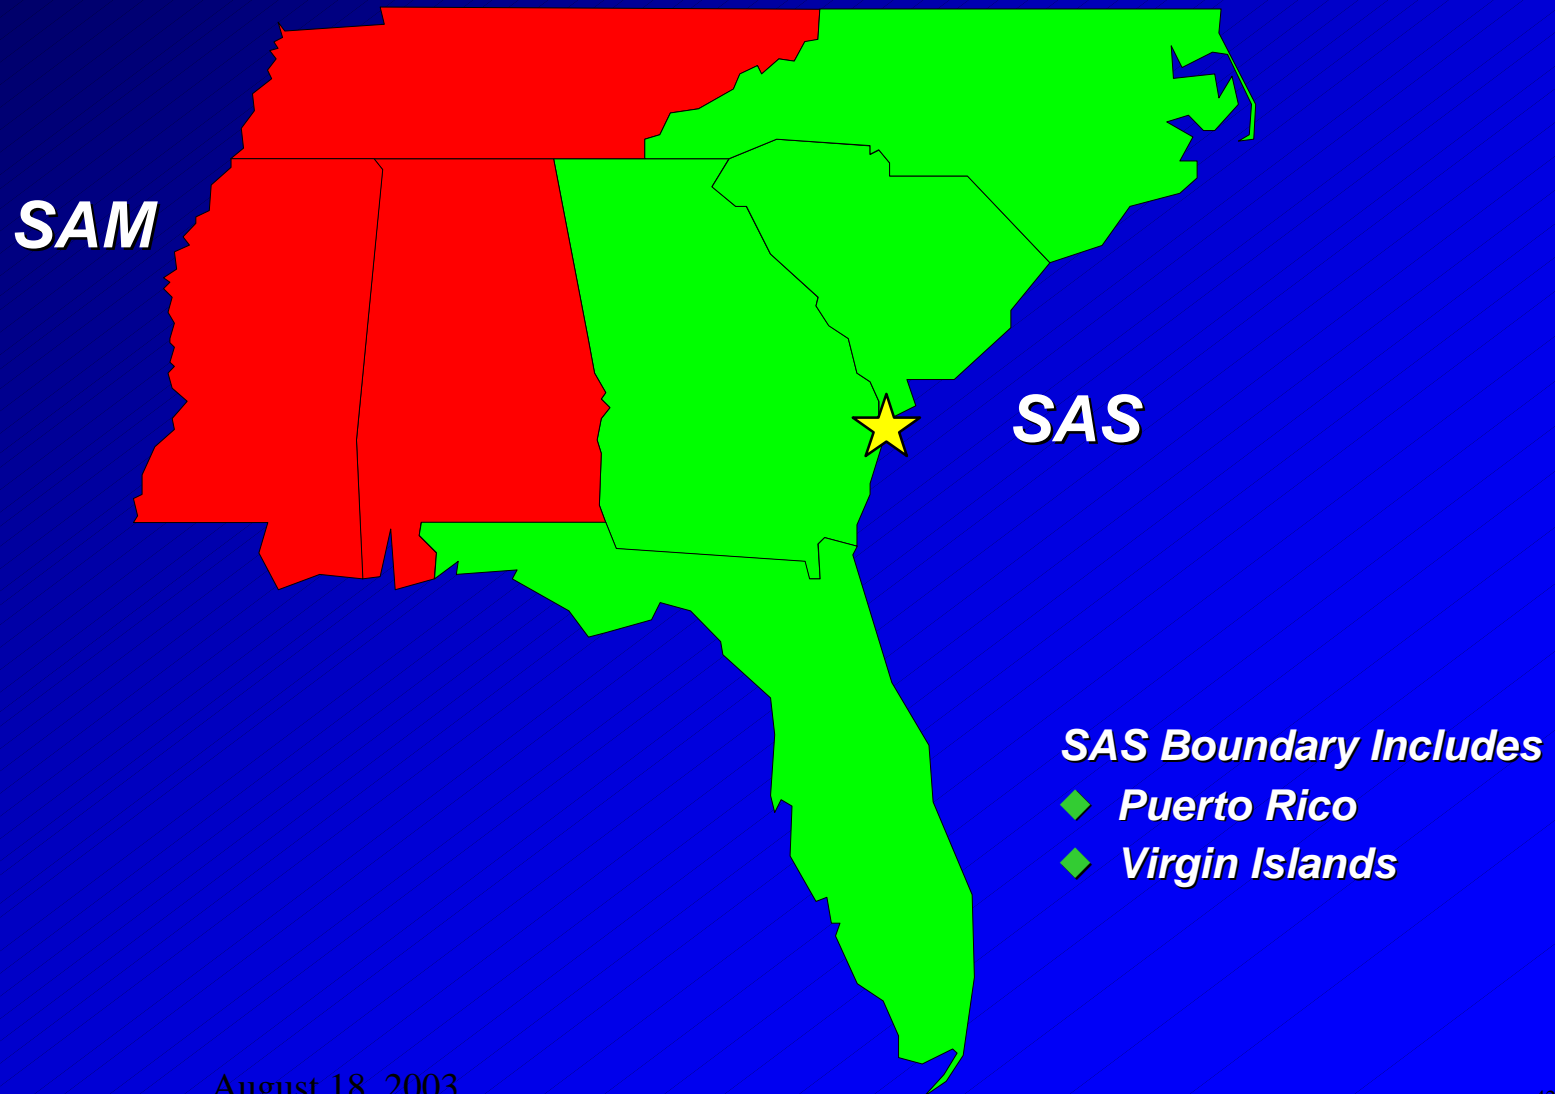 SAM
SAS
SAS Boundary Includes
Puerto Rico
Virgin Islands
August 18, 2003